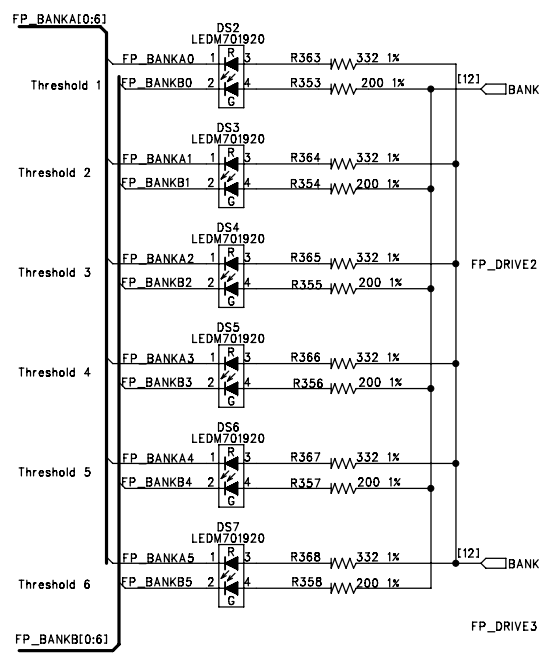 FP_BANKA[0:6]
DS2
LEDM701920
FP_BANKA0 1 R 3 R363 332 1%
Threshold 1
FP_BANKB0 2 G 4 R353 200 1%
[12] BANK
DS3
LEDM701920
FP_BANKA1 1 R 3 R364 332 1%
Threshold 2
FP_BANKB1 2 G 4 R354 200 1%
DS4
LEDM701920
FP_BANKA2 1 R 3 R365 332 1%
Threshold 3
FP_DRIVE2
FP_BANKB2 2 G 4 R355 200 1%
DS5
LEDM701920
FP_BANKA3 1 R 3 R366 332 1%
Threshold 4
FP_BANKB3 2 G 4 R356 200 1%
DS6
LEDM701920
FP_BANKA4 1 R 3 R367 332 1%
Threshold 5
FP_BANKB4 2 G 4 R357 200 1%
DS7
LEDM701920
FP_BANKA5 1 R 3 R368 332 1%
[12] BANK
Threshold 6
FP_BANKB5 2 G 4 R358 200 1%
FP_DRIVE3
FP_BANKB[0:6]